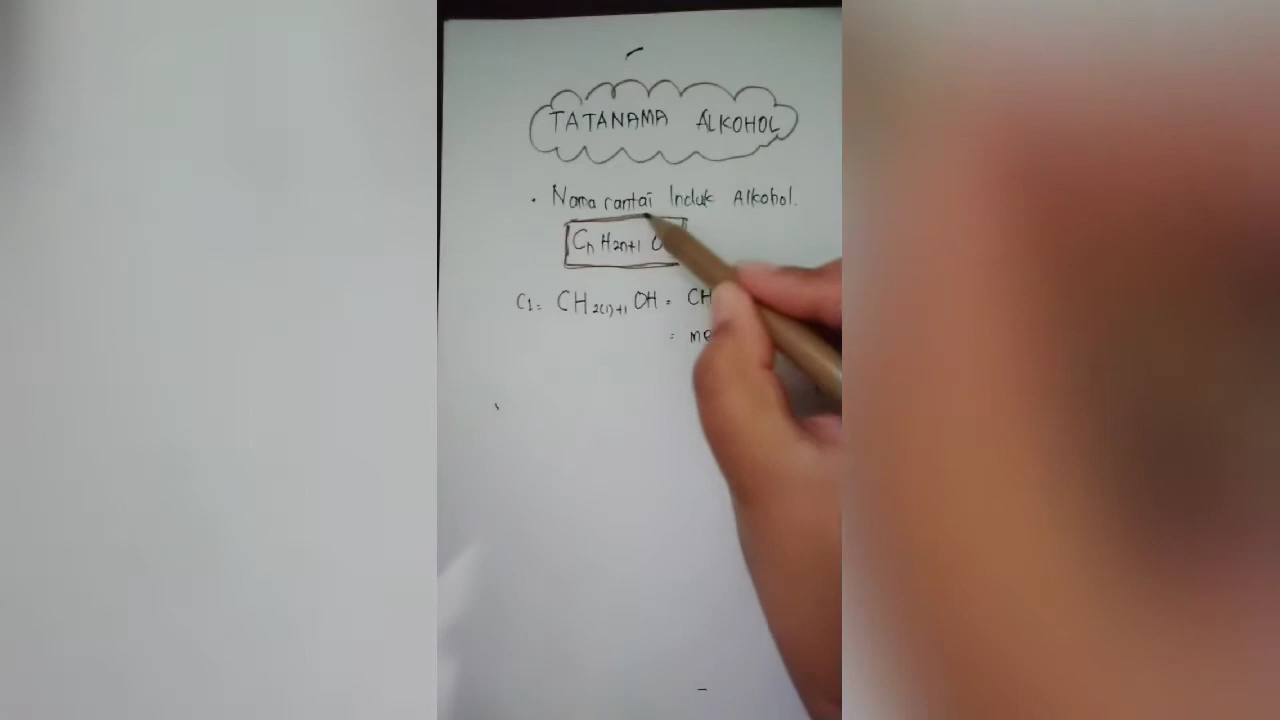 TATANAMA ALKOHOL
• Nama rantai Induk Alkohol.
CnH2n+1 O
C1= CH2(1)+1 OH = CH
= me